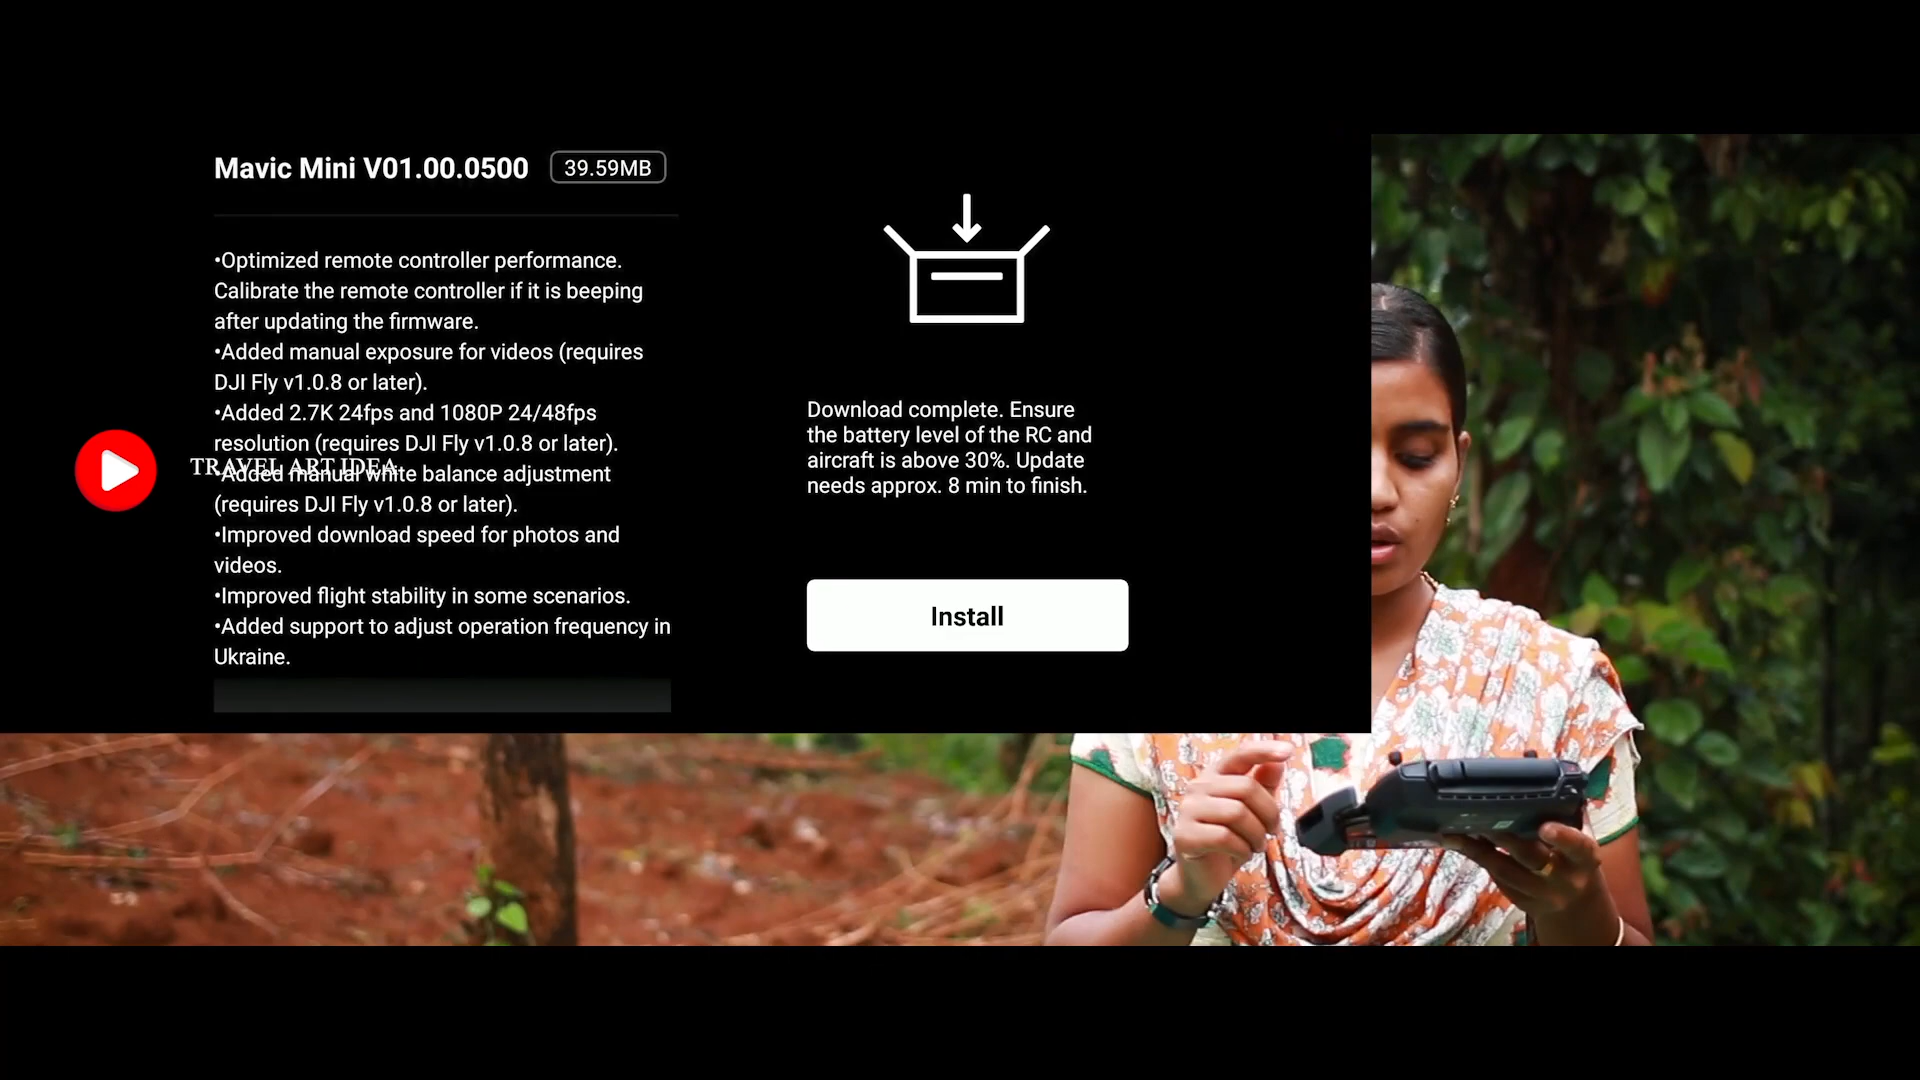 Mavic Mini V01.00.0500 39.59MB
•Optimized remote controller performance.
Calibrate the remote controller if it is beeping
after updating the firmware.
•Added manual exposure for videos (requires
DJI Fly v1.0.8 or later).
•Added 2.7K 24fps and 1080P 24/48fps
resolution (requires DJI Fly v1.0.8 or later).
TRAVEL ART IDEA
•Added manual white balance adjustment
(requires DJI Fly v1.0.8 or later).
•Improved download speed for photos and
videos.
•Improved flight stability in some scenarios.
•Added support to adjust operation frequency in
Ukraine.
Download complete. Ensure
the battery level of the RC and
aircraft is above 30%. Update
needs approx. 8 min to finish.
Install